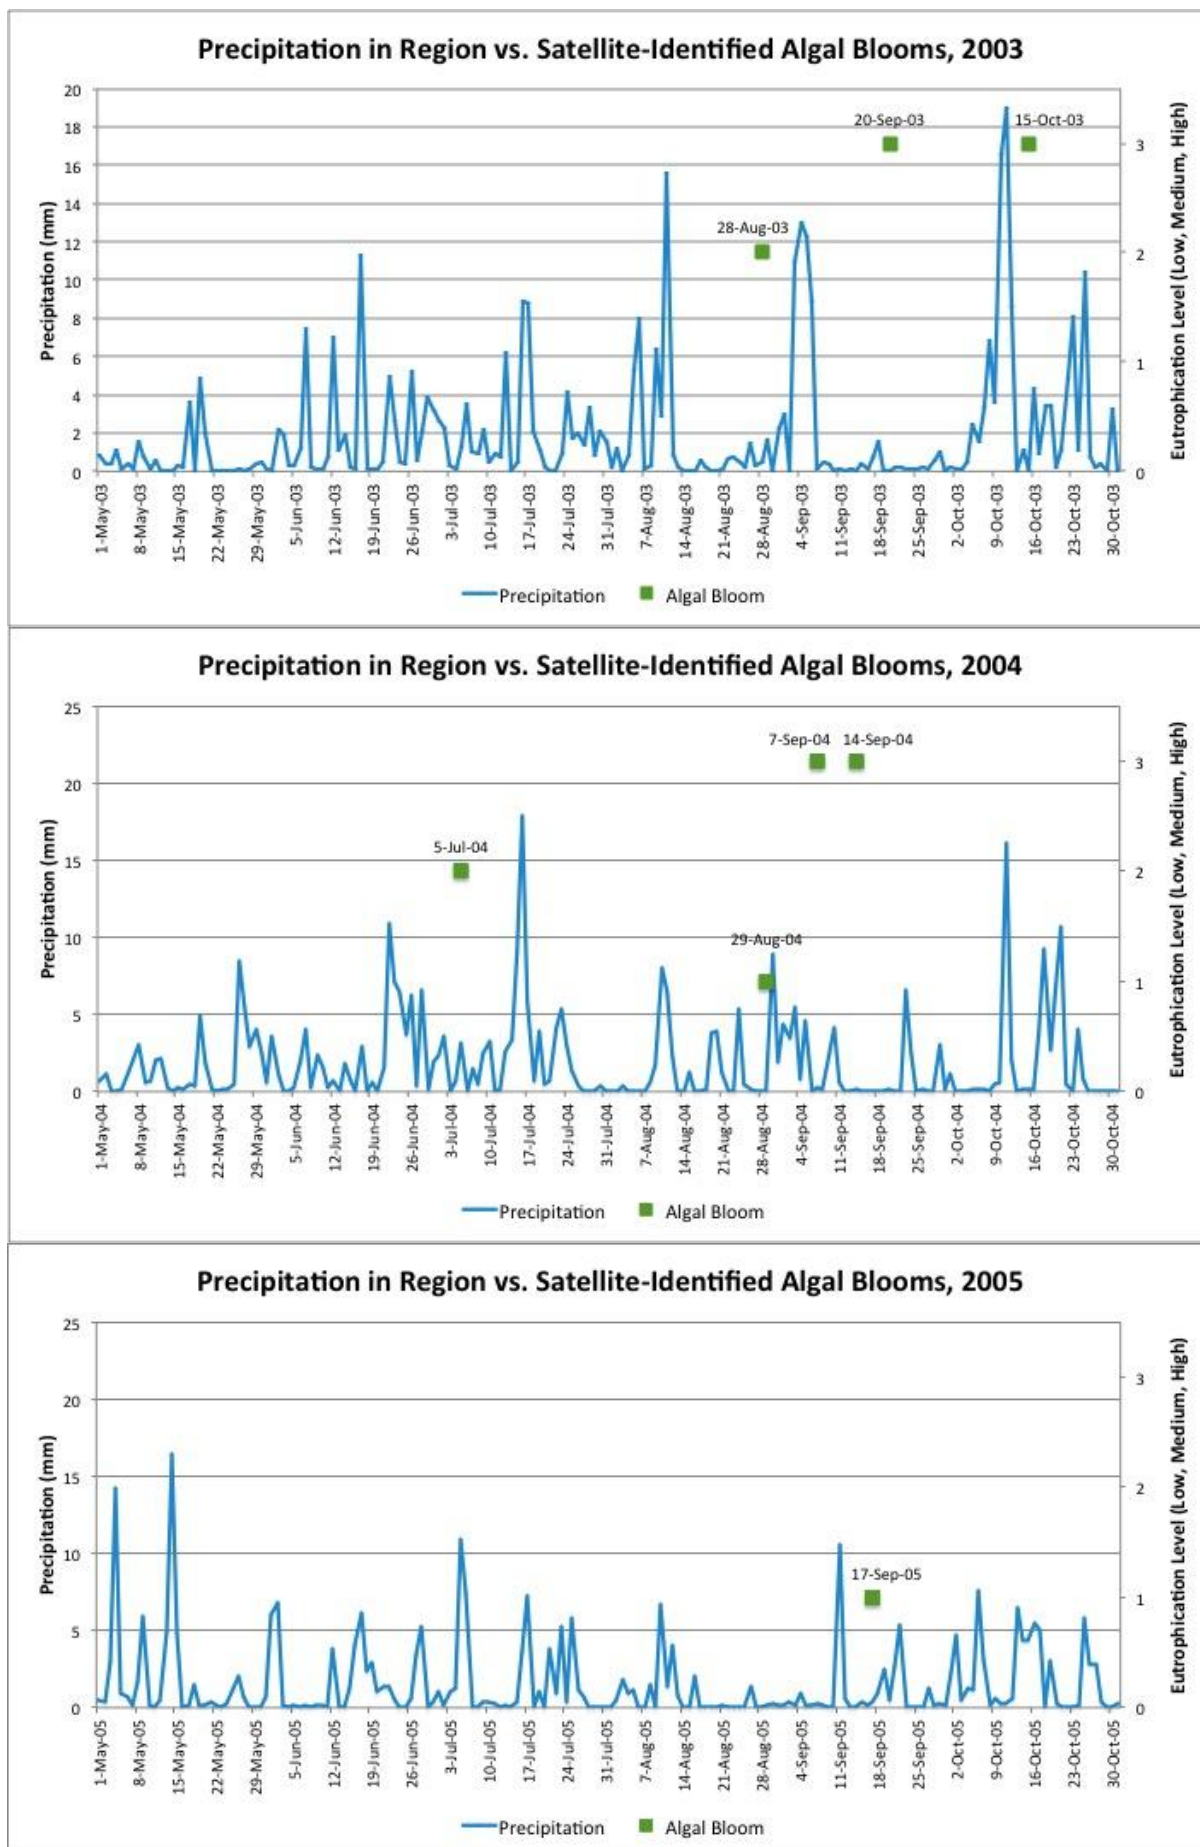 Precipitation in Region vs. Satellite-Identified Algal Blooms, 2003
Precipitation (mm)
20
18
16
14
12
10
8
6
4
2
0
28-Aug-03
20-Sep-03
15-Oct-03
3
2
1
0
Eutrophication Level (Low, Medium, High)
1-May-03
8-May-03
15-May-03
22-May-03
29-May-03
5-Jun-03
12-Jun-03
19-Jun-03
26-Jun-03
3-Jul-03
10-Jul-03
17-Jul-03
24-Jul-03
31-Jul-03
7-Aug-03
14-Aug-03
21-Aug-03
28-Aug-03
4-Sep-03
11-Sep-03
18-Sep-03
25-Sep-03
2-Oct-03
9-Oct-03
16-Oct-03
23-Oct-03
30-Oct-03
Precipitation Algal Bloom
Precipitation in Region vs. Satellite-Identified Algal Blooms, 2004
Precipitation (mm)
25
20
15
10
5
0
5-Jul-04
29-Aug-04
7-Sep-04
14-Sep-04
3
2
1
0
Eutrophication Level (Low, Medium, High)
1-May-04
8-May-04
15-May-04
22-May-04
29-May-04
5-Jun-04
12-Jun-04
19-Jun-04
26-Jun-04
3-Jul-04
10-Jul-04
17-Jul-04
24-Jul-04
31-Jul-04
7-Aug-04
14-Aug-04
21-Aug-04
28-Aug-04
4-Sep-04
11-Sep-04
18-Sep-04
25-Sep-04
2-Oct-04
9-Oct-04
16-Oct-04
23-Oct-04
30-Oct-04
Precipitation Algal Bloom
Precipitation in Region vs. Satellite-Identified Algal Blooms, 2005
Precipitation (mm)
25
20
15
10
5
0
17-Sep-05
3
2
1
0
Eutrophication Level (Low, Medium, High)
1-May-05
8-May-05
15-May-05
22-May-05
29-May-05
5-Jun-05
12-Jun-05
19-Jun-05
26-Jun-05
3-Jul-05
10-Jul-05
17-Jul-05
24-Jul-05
31-Jul-05
7-Aug-05
14-Aug-05
21-Aug-05
28-Aug-05
4-Sep-05
11-Sep-05
18-Sep-05
25-Sep-05
2-Oct-05
9-Oct-05
16-Oct-05
23-Oct-05
30-Oct-05
Precipitation Algal Bloom